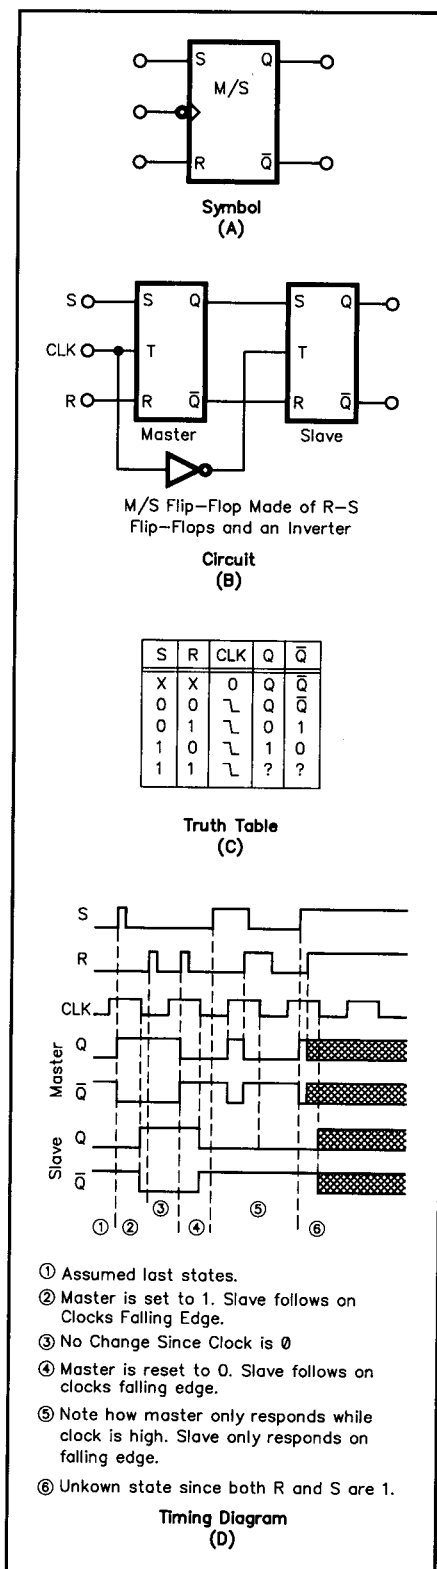 S Q
M/S
R Q̅
Symbol
(A)
S S Q S Q
CLK T T
R R Q̅ R Q̅
Master Slave
M/S Flip-Flop Made of R-S
Flip-Flops and an Inverter
Circuit
(B)
S R CLK Q Q̅
X X 0 Q Q̅
0 0 Q Q̅
0 1 0 1
1 0 1 0
1 1 ? ?
Truth Table
(C)
S
R
CLK
Master Q
Q̅
Slave Q
Q̅
① ② ③ ④ ⑤ ⑥
① Assumed last states.
② Master is set to 1. Slave follows on
Clocks Falling Edge.
③ No Change Since Clock is 0
④ Master is reset to 0. Slave follows on
clocks falling edge.
⑤ Note how master only responds while
clock is high. Slave only responds on
falling edge.
⑥ Unkown state since both R and S are 1.
Timing Diagram
(D)